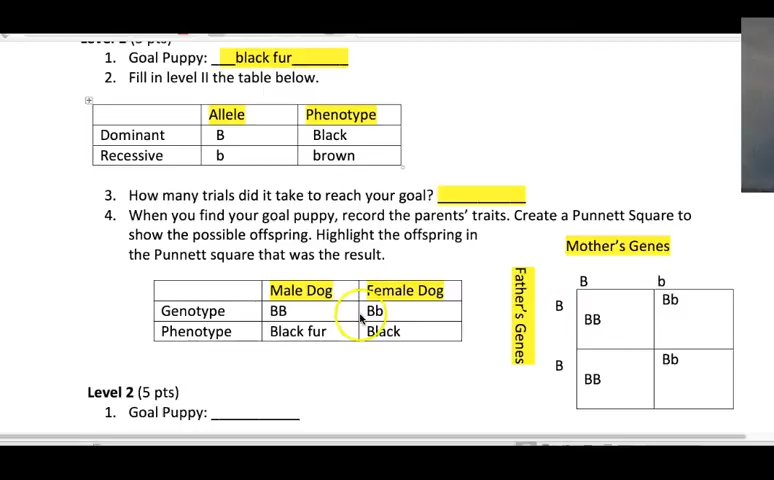 1. Goal Puppy: ___black fur_______
2. Fill in level II the table below.
Allele Phenotype
Dominant B Black
Recessive b brown
3. How many trials did it take to reach your goal? ___________
4. When you find your goal puppy, record the parents' traits. Create a Punnett Square to
show the possible offspring. Highlight the offspring in
the Punnett square that was the result.
Male Dog Female Dog
Genotype BB Bb
Phenotype Black fur Black
Mother's Genes
Father's Genes
B b
B BB Bb
B BB Bb
Level 2 (5 pts)
1. Goal Puppy: ___________